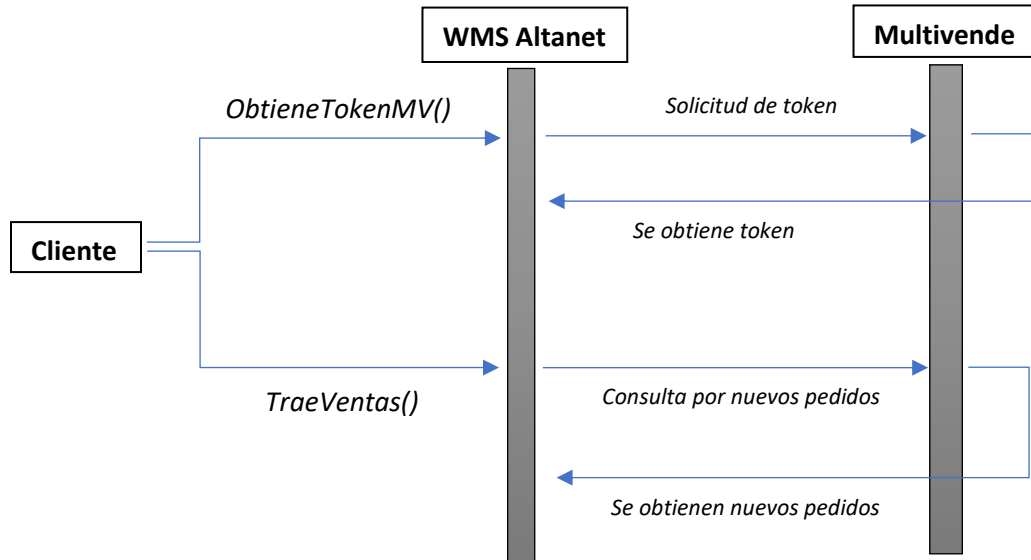 WMS Altanet
Multivende
ObtieneTokenMV()
Solicitud de token
Se obtiene token
Cliente
TraeVentas()
Consulta por nuevos pedidos
Se obtienen nuevos pedidos